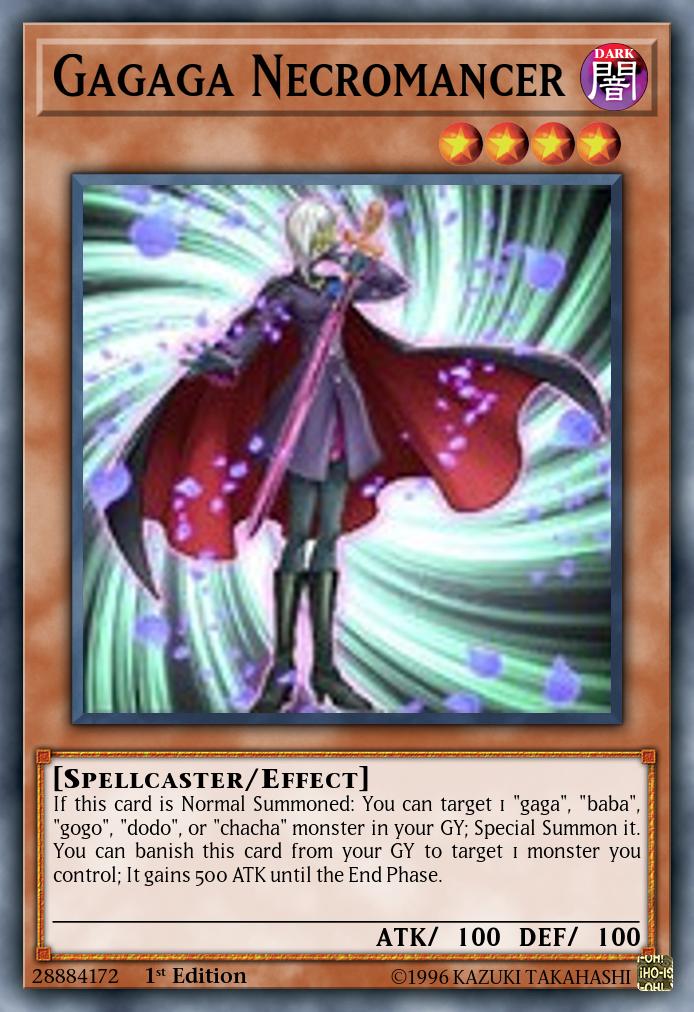 Gagaga Necromancer
DARK
闇
[Spellcaster/Effect]
If this card is Normal Summoned: You can target 1 "gaga", "baba",
"gogo", "dodo", or "chacha" monster in your GY; Special Summon it.
You can banish this card from your GY to target 1 monster you
control; It gains 500 ATK until the End Phase.
ATK/ 100 DEF/ 100
28884172 1st Edition ©1996 KAZUKI TAKAHASHI